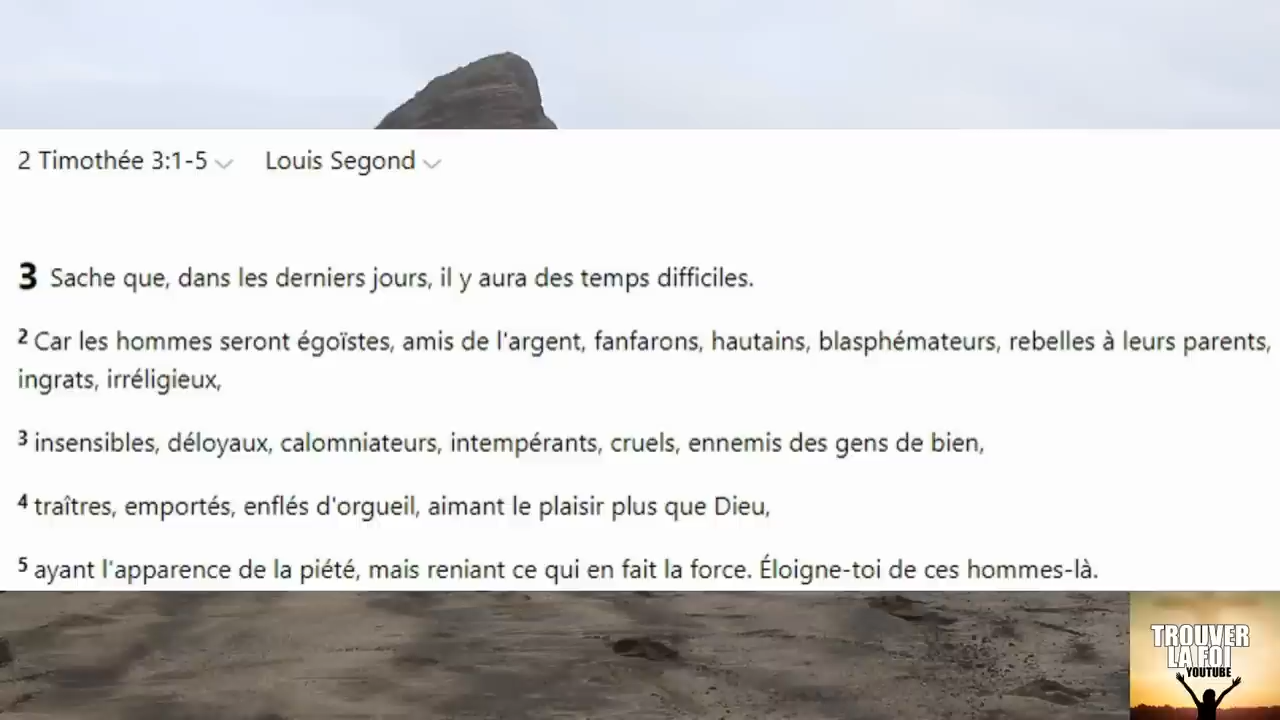 2 Timothée 3:1-5 Louis Segond
3 Sache que, dans les derniers jours, il y aura des temps difficiles.
2 Car les hommes seront égoïstes, amis de l'argent, fanfarons, hautains, blasphémateurs, rebelles à leurs parents,
ingrats, irréligieux,
3 insensibles, déloyaux, calomniateurs, intempérants, cruels, ennemis des gens de bien,
4 traîtres, emportés, enflés d'orgueil, aimant le plaisir plus que Dieu,
5 ayant l'apparence de la piété, mais reniant ce qui en fait la force. Éloigne-toi de ces hommes-là.
TROUVER
LA FOI
YOUTUBE